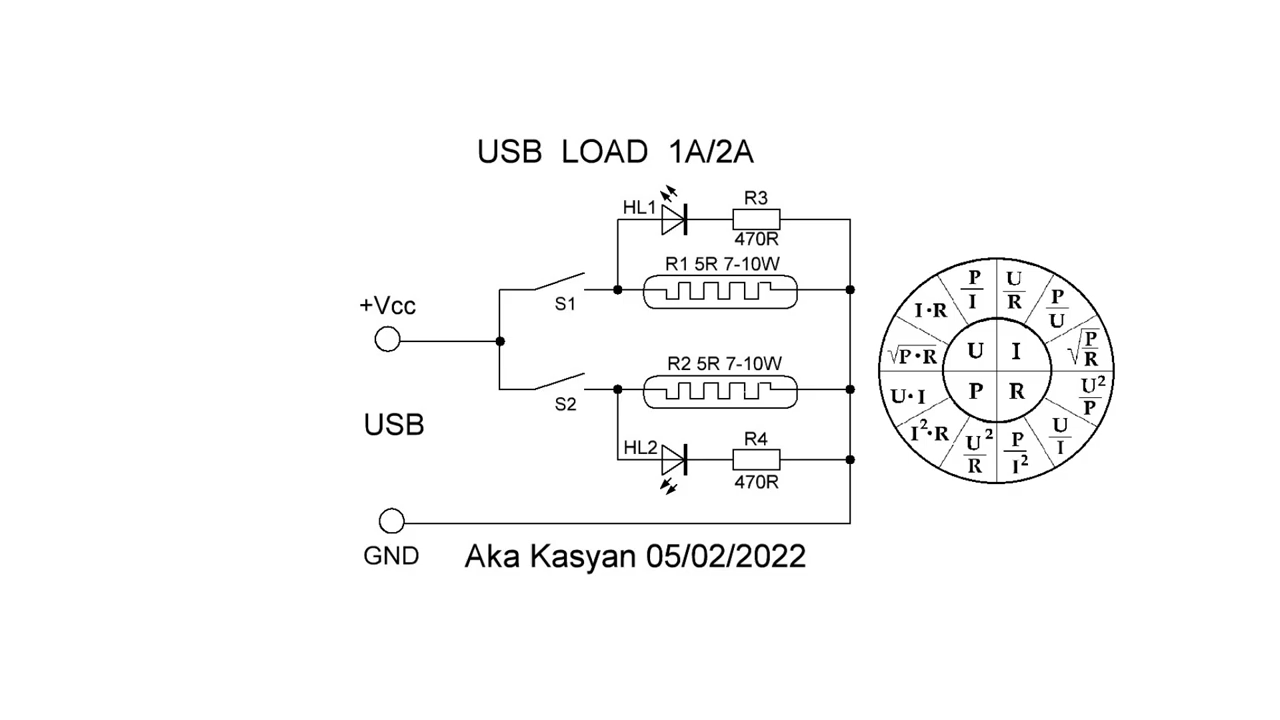 USB LOAD 1A/2A
HL1
R3
470R
R1 5R 7-10W
S1
+Vcc
R2 5R 7-10W
S2
USB
HL2
R4
470R
GND
Aka Kasyan 05/02/2022
U I
P R
P/I
U/R
P/U
√P/R
U²/P
U/I
P/I²
U²/R
I²·R
U·I
√P·R
I·R